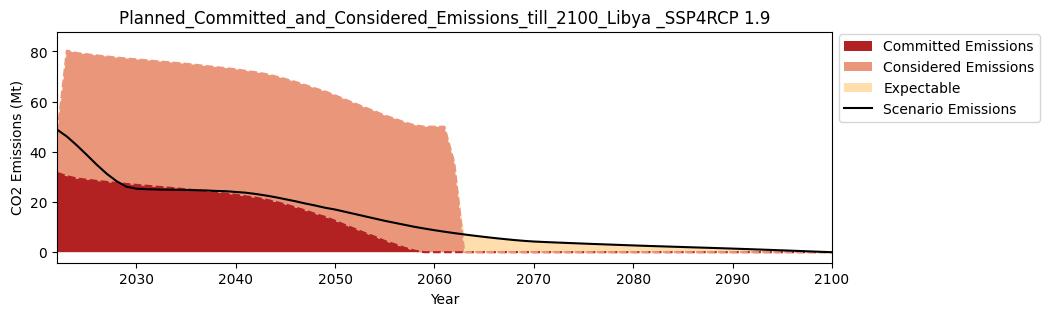 Planned_Committed_and_Considered_Emissions_till_2100_Libya _SSP4RCP 1.9
CO2 Emissions (Mt)
80
60
40
20
0
2030 2040 2050 2060 2070 2080 2090 2100
Year
Committed Emissions
Considered Emissions
Expectable
Scenario Emissions